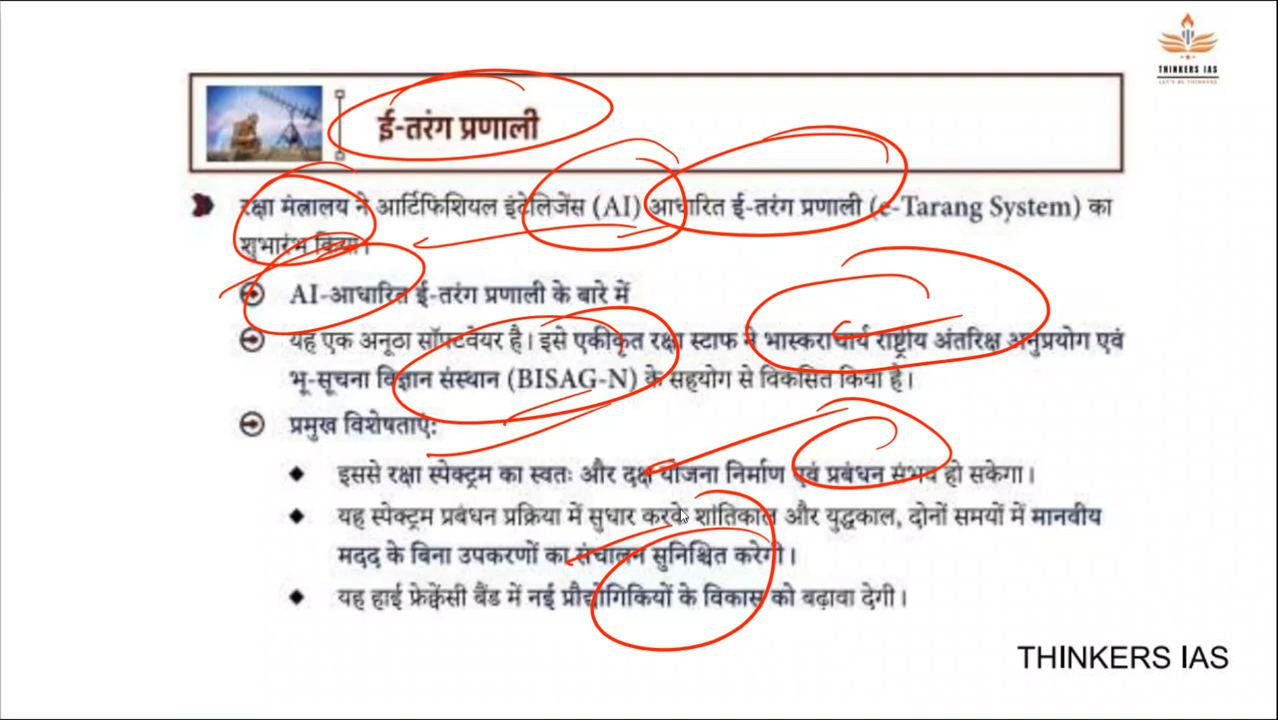 THINKERS IAS
LET'S BE THINKERS
ई-तरंग प्रणाली
रक्षा मंत्रालय ने आर्टिफिशियल इंटेलिजेंस (AI) आधारित ई-तरंग प्रणाली (e-Tarang System) का
शुभारंभ किया।
AI-आधारित ई-तरंग प्रणाली के बारे में
यह एक अनूठा सॉफ्टवेयर है। इसे एकीकृत रक्षा स्टाफ ने भास्कराचार्य राष्ट्रीय अंतरिक्ष अनुप्रयोग एवं
भू-सूचना विज्ञान संस्थान (BISAG-N) के सहयोग से विकसित किया है।
प्रमुख विशेषताएं:
इससे रक्षा स्पेक्ट्रम का स्वतः और दक्ष योजना निर्माण एवं प्रबंधन संभव हो सकेगा।
यह स्पेक्ट्रम प्रबंधन प्रक्रिया में सुधार करके शांतिकाल और युद्धकाल, दोनों समयों में मानवीय
मदद के बिना उपकरणों का संचालन सुनिश्चित करेगी।
यह हाई फ्रेक्वेंसी बैंड में नई प्रौद्योगिकियों के विकास को बढ़ावा देगी।
THINKERS IAS